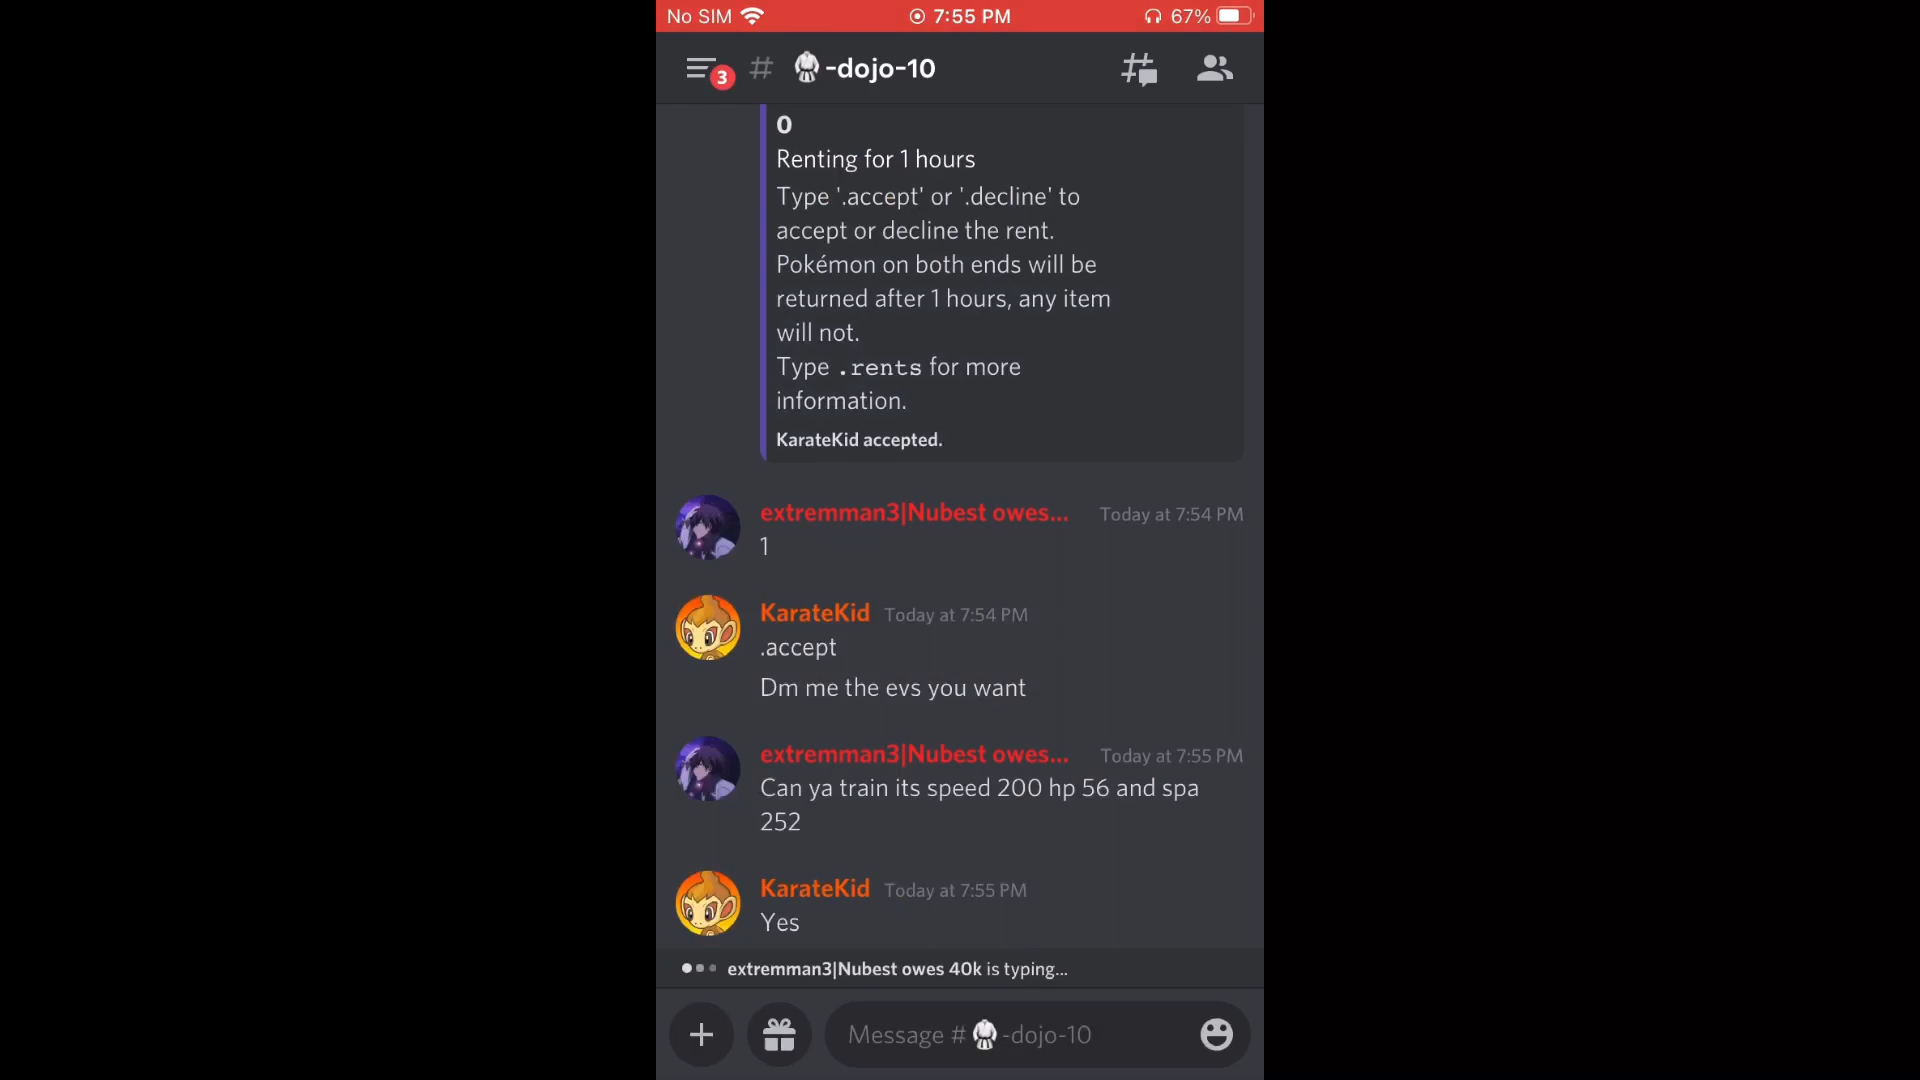 No SIM 7:55 PM 67%
3 # -dojo-10
0
Renting for 1 hours
Type '.accept' or '.decline' to
accept or decline the rent.
Pokémon on both ends will be
returned after 1 hours, any item
will not.
Type .rents for more
information.
KarateKid accepted.
extremman3|Nubest owes... Today at 7:54 PM
1
KarateKid Today at 7:54 PM
.accept
Dm me the evs you want
extremman3|Nubest owes... Today at 7:55 PM
Can ya train its speed 200 hp 56 and spa
252
KarateKid Today at 7:55 PM
Yes
extremman3|Nubest owes 40k is typing...
Message # -dojo-10